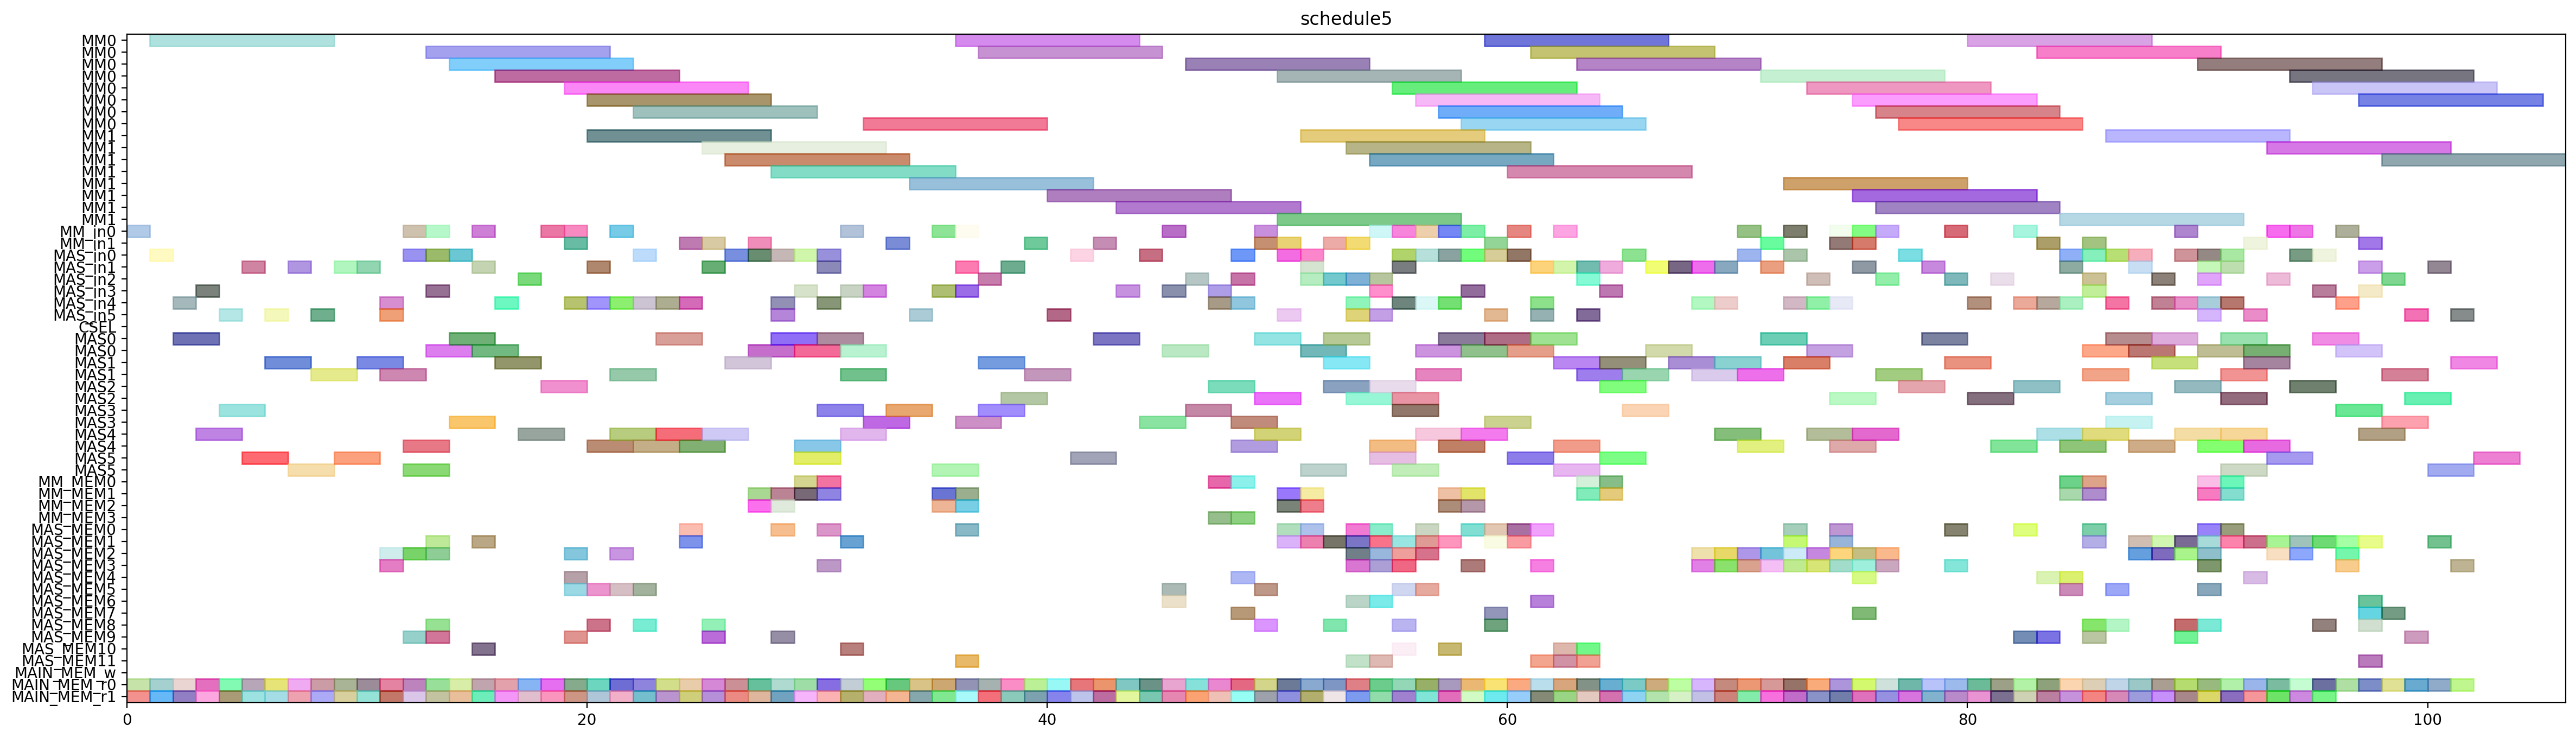 schedule5
MM0
MM0
MM0
MM0
MM0
MM0
MM0
MM0
MM1
MM1
MM1
MM1
MM1
MM1
MM1
MM1
MM_in0
MM_in1
MAS_in0
MAS_in1
MAS_in2
MAS_in3
MAS_in4
MAS_in5
CSEL
MAS0
MAS0
MAS1
MAS1
MAS2
MAS2
MAS3
MAS3
MAS4
MAS4
MAS5
MAS5
MM_MEM0
MM_MEM1
MM_MEM2
MM_MEM3
MAS_MEM0
MAS_MEM1
MAS_MEM2
MAS_MEM3
MAS_MEM4
MAS_MEM5
MAS_MEM6
MAS_MEM7
MAS_MEM8
MAS_MEM9
MAS_MEM10
MAS_MEM11
MAIN_MEM_w
MAIN_MEM_r0
MAIN_MEM_r1
0 20 40 60 80 100